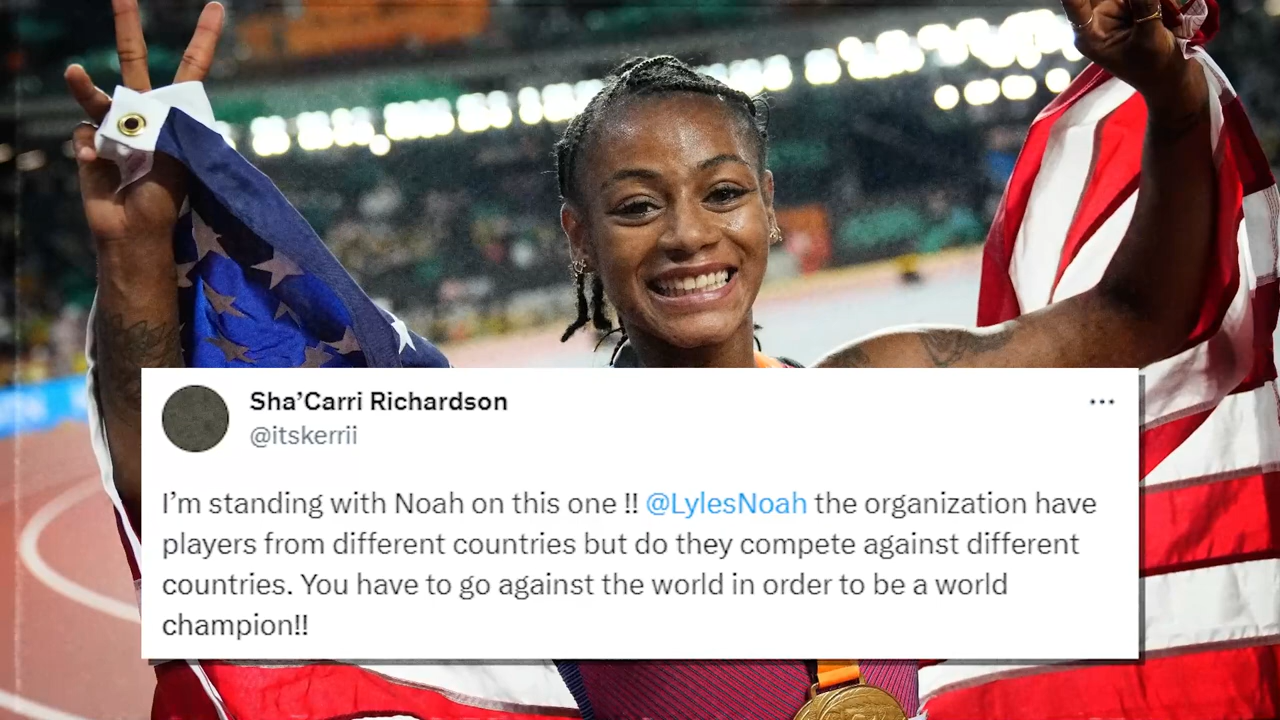 Sha’Carri Richardson
@itskerrii
I’m standing with Noah on this one !! @LylesNoah the organization have
players from different countries but do they compete against different
countries. You have to go against the world in order to be a world
champion!!